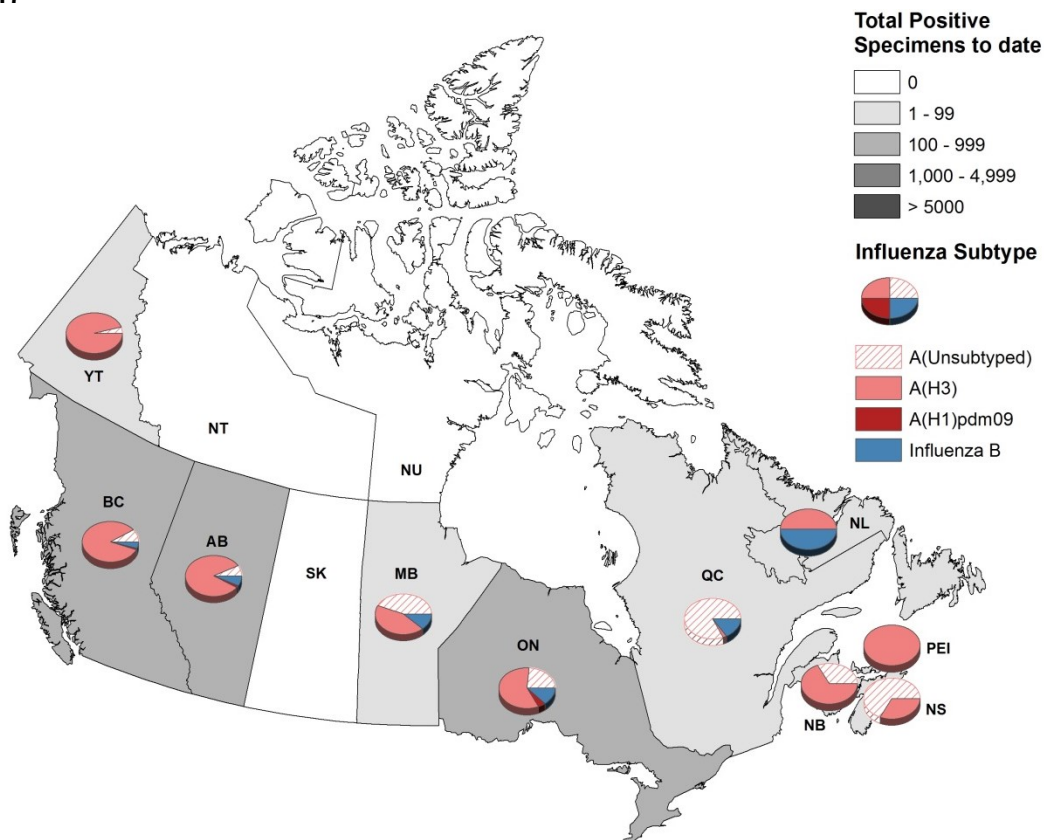 Total Positive
Specimens to date
0
1 - 99
100 - 999
1,000 - 4,999
> 5000
Influenza Subtype
A(Unsubtyped)
A(H3)
A(H1)pdm09
Influenza B
YT
NT
NU
BC
AB
SK
MB
ON
QC
NL
PEI
NB
NS